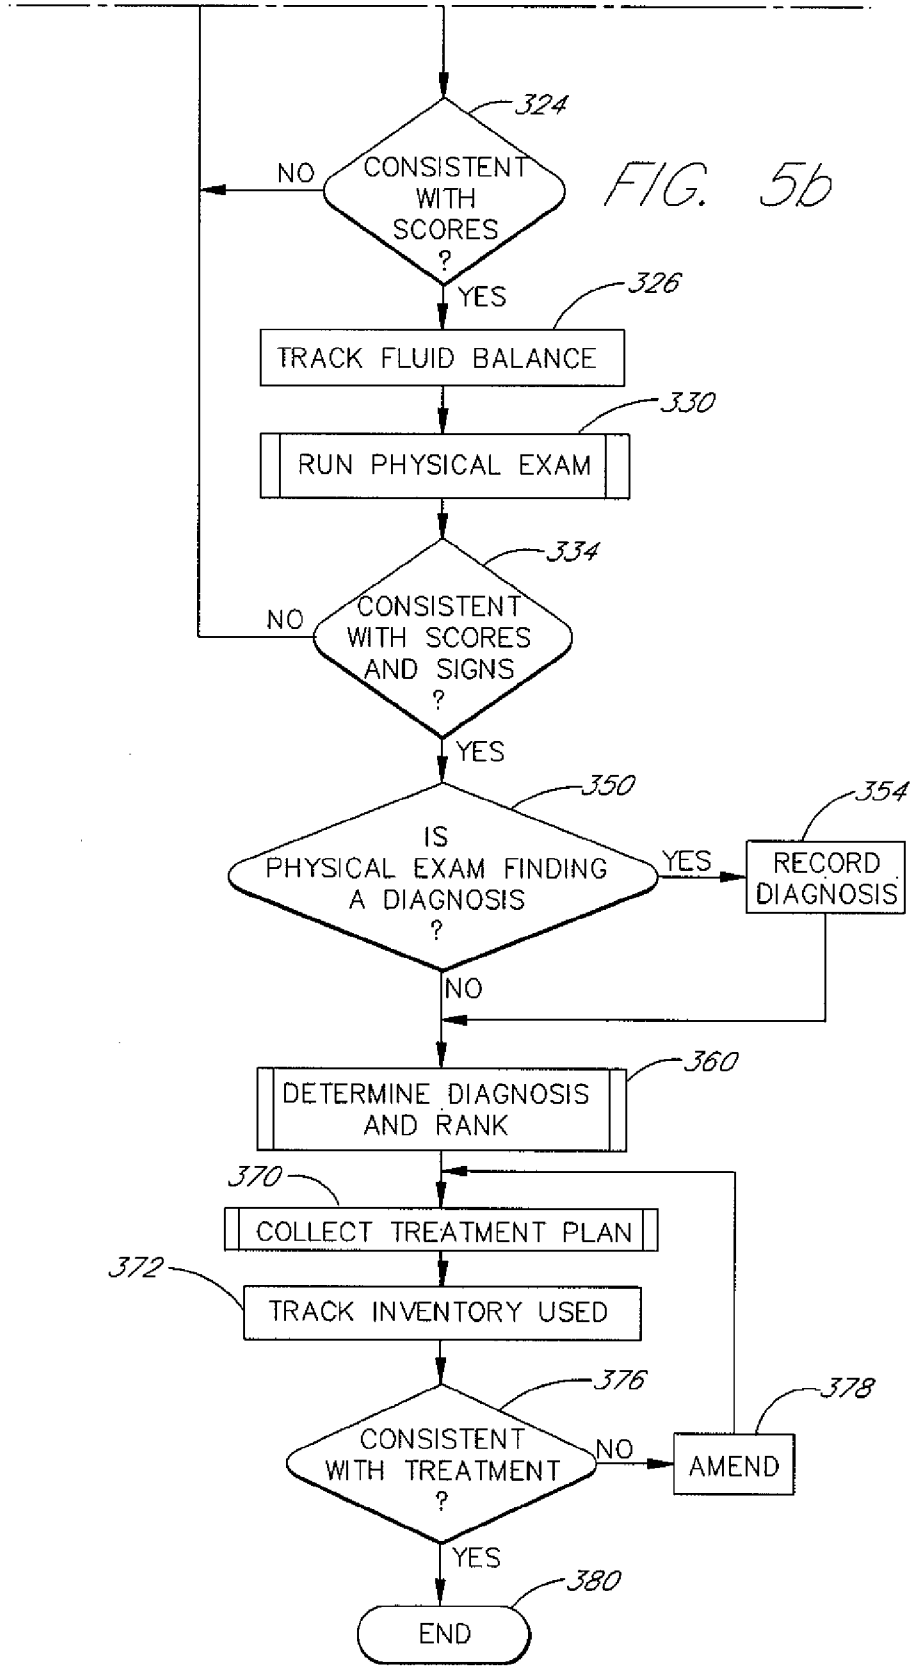 324
NO
CONSISTENT
WITH
SCORES
?
FIG. 5b
YES
326
TRACK FLUID BALANCE
330
RUN PHYSICAL EXAM
334
NO
CONSISTENT
WITH SCORES
AND SIGNS
?
YES
350
354
IS
PHYSICAL EXAM FINDING
A DIAGNOSIS
?
YES
RECORD
DIAGNOSIS
NO
360
DETERMINE DIAGNOSIS
AND RANK
370
COLLECT TREATMENT PLAN
372
TRACK INVENTORY USED
376
378
CONSISTENT
WITH TREATMENT
?
NO
AMEND
YES
380
END